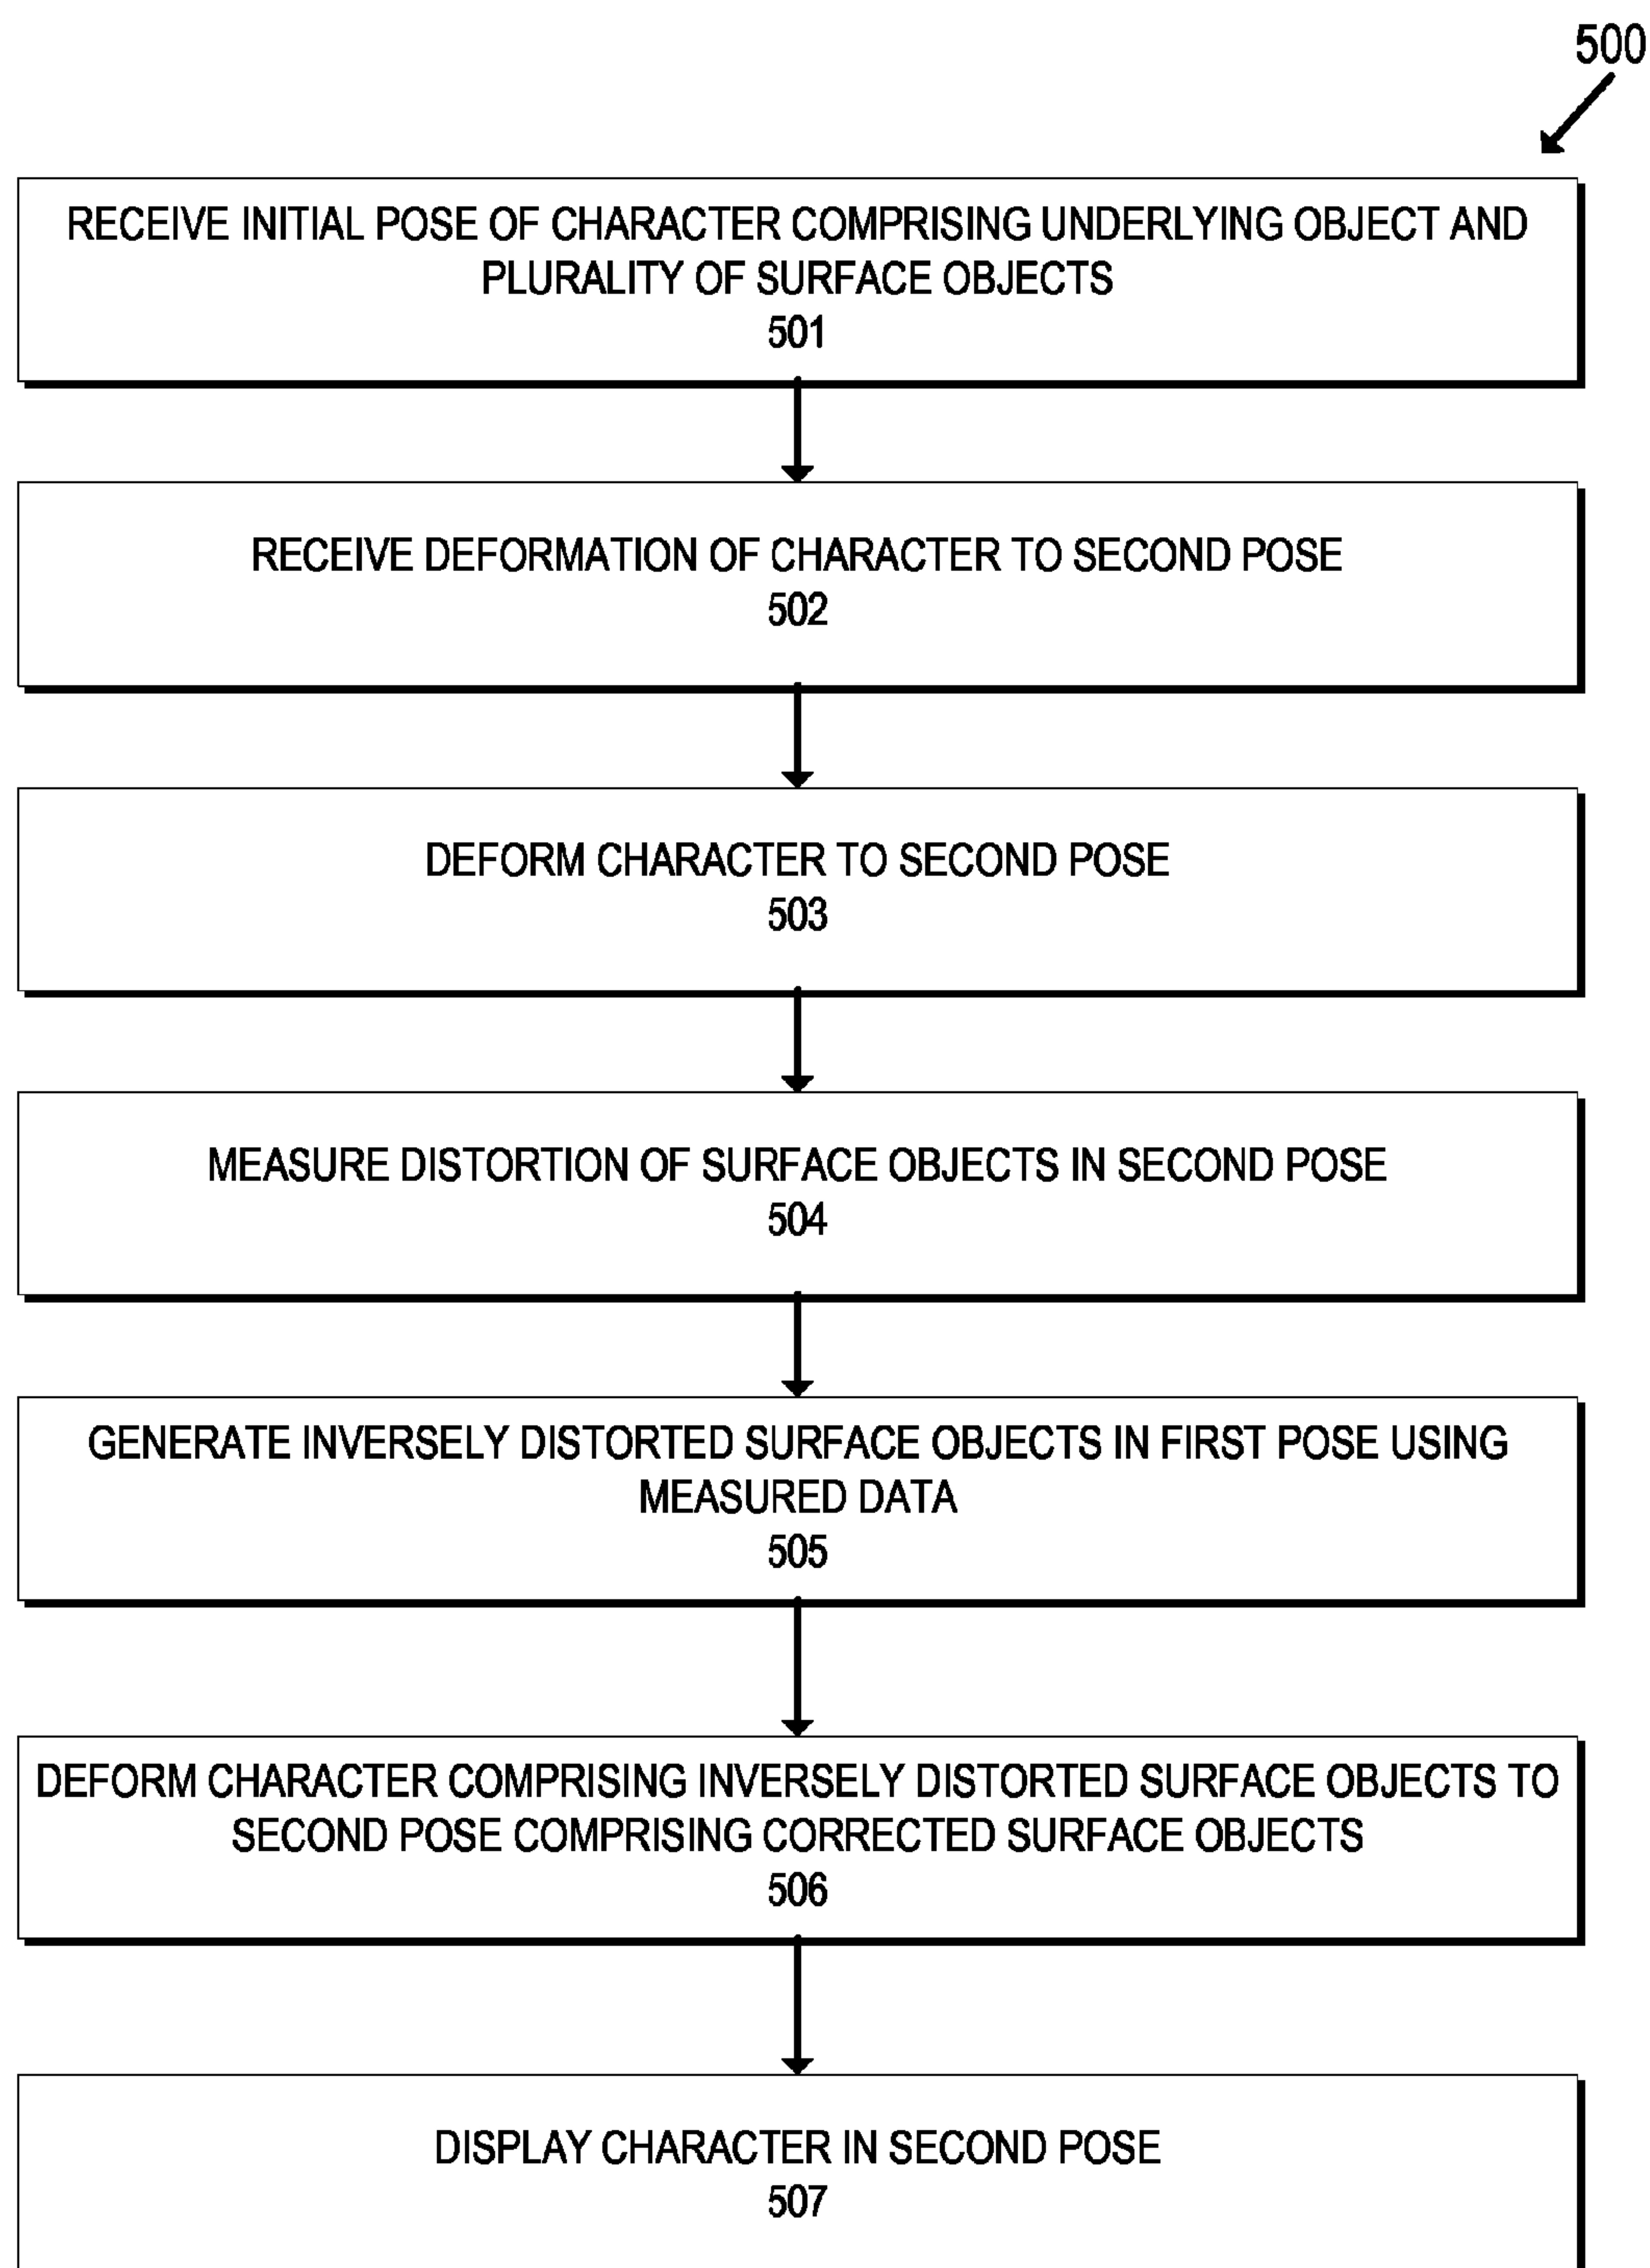 500
RECEIVE INITIAL POSE OF CHARACTER COMPRISING UNDERLYING OBJECT AND
PLURALITY OF SURFACE OBJECTS
501
RECEIVE DEFORMATION OF CHARACTER TO SECOND POSE
502
DEFORM CHARACTER TO SECOND POSE
503
MEASURE DISTORTION OF SURFACE OBJECTS IN SECOND POSE
504
GENERATE INVERSELY DISTORTED SURFACE OBJECTS IN FIRST POSE USING
MEASURED DATA
505
DEFORM CHARACTER COMPRISING INVERSELY DISTORTED SURFACE OBJECTS TO
SECOND POSE COMPRISING CORRECTED SURFACE OBJECTS
506
DISPLAY CHARACTER IN SECOND POSE
507